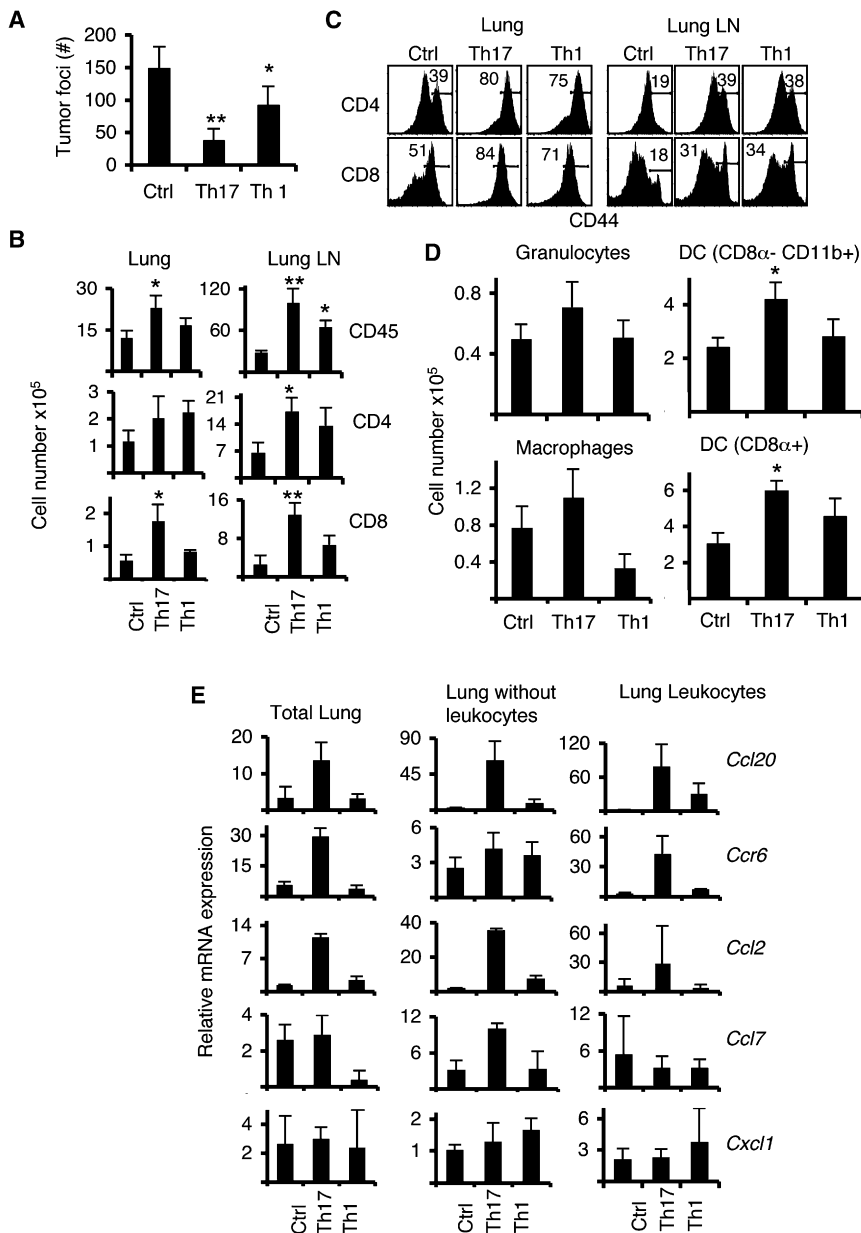 A
Tumor foci (#)
200
150
100
50
0
**
*
Ctrl Th17 Th 1
B
Lung Lung LN
Cell number x10⁵
30
15
*
120
60
**
*
CD45
3
2
1
21
14
7
*
CD4
2
1
*
16
8
**
CD8
Ctrl Th17 Th1 Ctrl Th17 Th1
C
Lung Lung LN
Ctrl Th17 Th1 Ctrl Th17 Th1
CD4
39 80 75 19 39 38
CD8
51 84 71 18 31 34
CD44
D
Cell number x10⁵
Granulocytes
0.8
0.4
DC (CD8α- CD11b+)
*
4
2
Macrophages
1.2
0.4
DC (CD8α+)
*
6
4
2
Ctrl Th17 Th1 Ctrl Th17 Th1
E
Relative mRNA expression
Total Lung
Lung without
leukocytes
Lung Leukocytes
20
10
90
45
120
60
Ccl20
30
15
6
3
60
30
Ccr6
14
7
40
20
60
30
Ccl2
4
2
12
6
12
6
Ccl7
4
2
2
1
6
3
Cxcl1
Ctrl Th17 Th1 Ctrl Th17 Th1 Ctrl Th17 Th1